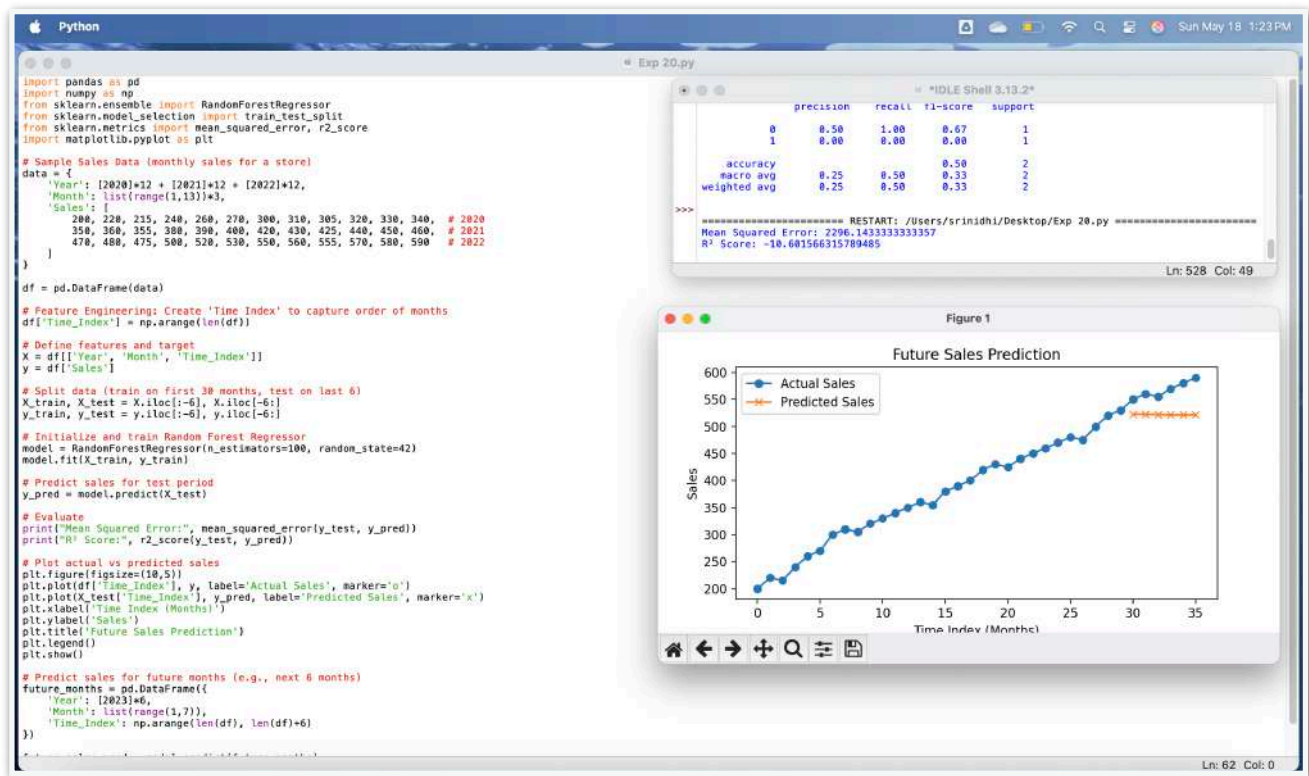 Python
Sun May 18 1:23 PM
Exp 20.py
import pandas as pd
import numpy as np
from sklearn.ensemble import RandomForestRegressor
from sklearn.model_selection import train_test_split
from sklearn.metrics import mean_squared_error, r2_score
import matplotlib.pyplot as plt
# Sample Sales Data (monthly sales for a store)
data = {
    'Year': [2020]*12 + [2021]*12 + [2022]*12,
    'Month': list(range(1,13))*3,
    'Sales': [
        200, 220, 215, 240, 260, 270, 300, 310, 305, 320, 330, 340,  # 2020
        350, 360, 355, 380, 390, 400, 420, 430, 425, 440, 450, 460,  # 2021
        470, 480, 475, 500, 520, 530, 550, 560, 555, 570, 580, 590   # 2022
    ]
}
df = pd.DataFrame(data)
# Feature Engineering: Create 'Time Index' to capture order of months
df['Time_Index'] = np.arange(len(df))
# Define features and target
X = df[['Year', 'Month', 'Time_Index']]
y = df['Sales']
# Split data (train on first 30 months, test on last 6)
X_train, X_test = X.iloc[:-6], X.iloc[-6:]
y_train, y_test = y.iloc[:-6], y.iloc[-6:]
# Initialize and train Random Forest Regressor
model = RandomForestRegressor(n_estimators=100, random_state=42)
model.fit(X_train, y_train)
# Predict sales for test period
y_pred = model.predict(X_test)
# Evaluate
print("Mean Squared Error:", mean_squared_error(y_test, y_pred))
print("R² Score:", r2_score(y_test, y_pred))
# Plot actual vs predicted sales
plt.figure(figsize=(10,5))
plt.plot(df['Time_Index'], y, label='Actual Sales', marker='o')
plt.plot(X_test['Time_Index'], y_pred, label='Predicted Sales', marker='x')
plt.xlabel('Time Index (Months)')
plt.ylabel('Sales')
plt.title('Future Sales Prediction')
plt.legend()
plt.show()
# Predict sales for future months (e.g., next 6 months)
future_months = pd.DataFrame({
    'Year': [2023]*6,
    'Month': list(range(1,7)),
    'Time_Index': np.arange(len(df), len(df)+6)
})
Ln: 62 Col: 0
*IDLE Shell 3.13.2*
precision recall f1-score support
0 0.50 1.00 0.67 1
1 0.00 0.00 0.00 1
accuracy 0.50 2
macro avg 0.25 0.50 0.33 2
weighted avg 0.25 0.50 0.33 2
>>>
======================= RESTART: /Users/srinidhi/Desktop/Exp 20.py =======================
Mean Squared Error: 2296.1433333333357
R² Score: -10.601566315789485
Ln: 528 Col: 49
Figure 1
Future Sales Prediction
Actual Sales
Predicted Sales
600
550
500
450
400
350
300
250
200
Sales
0 5 10 15 20 25 30 35
Time Index (Months)